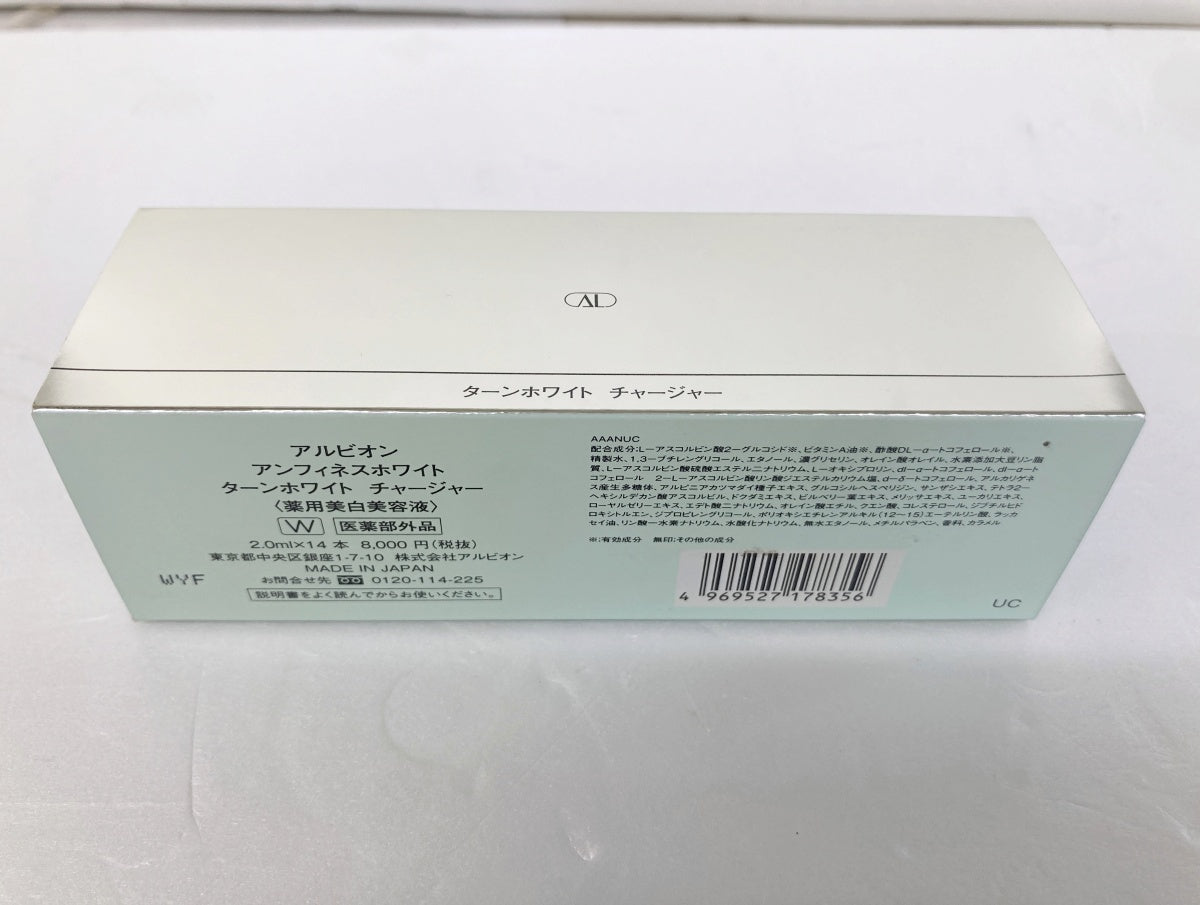 AL
ターンホワイト チャージャー
アルビオン
アンフィネスホワイト
ターンホワイト チャージャー
〈薬用美白美容液〉
W 医薬部外品
2.0ml×14 本 8,000 円(税抜)
東京都中央区銀座1-7-10 株式会社アルビオン
MADE IN JAPAN
お問合せ先 0120-114-225
説明書をよく読んでからお使いください。
WYF
AAANUC
配合成分:L-アスコルビン酸2-グルコシド※、ビタミンA油※、酢酸DL-α-トコフェロール※、
精製水、1,3-ブチレングリコール、エタノール、濃グリセリン、オレイン酸オレイル、水素添加大豆リン脂
質、L-アスコルビン酸硫酸エステル二ナトリウム、L-オキシプロリン、dl-α-トコフェロール、dl-α-ト
コフェロール 2-L-アスコルビン酸リン酸ジエステルカリウム塩、d-δ-トコフェロール、アルカリゲネ
ス産生多糖体、アルピニアカツマダイ種子エキス、グルコシルヘスペリジン、サンザシエキス、テトラ2-
ヘキシルデカン酸アスコルビル、ドクダミエキス、ビルベリー葉エキス、メリッサエキス、ユーカリエキス、
ローヤルゼリーエキス、エデト酸二ナトリウム、オレイン酸エチル、クエン酸、コレステロール、ジブチルヒド
ロキシトルエン、ジプロピレングリコール、ポリオキシエチレンアルキル(12～15)エーテルリン酸、ラッカ
セイ油、リン酸一水素ナトリウム、水酸化ナトリウム、無水エタノール、メチルパラベン、香料、カラメル
※;有効成分 無印;その他の成分
4 969527 178356
UC